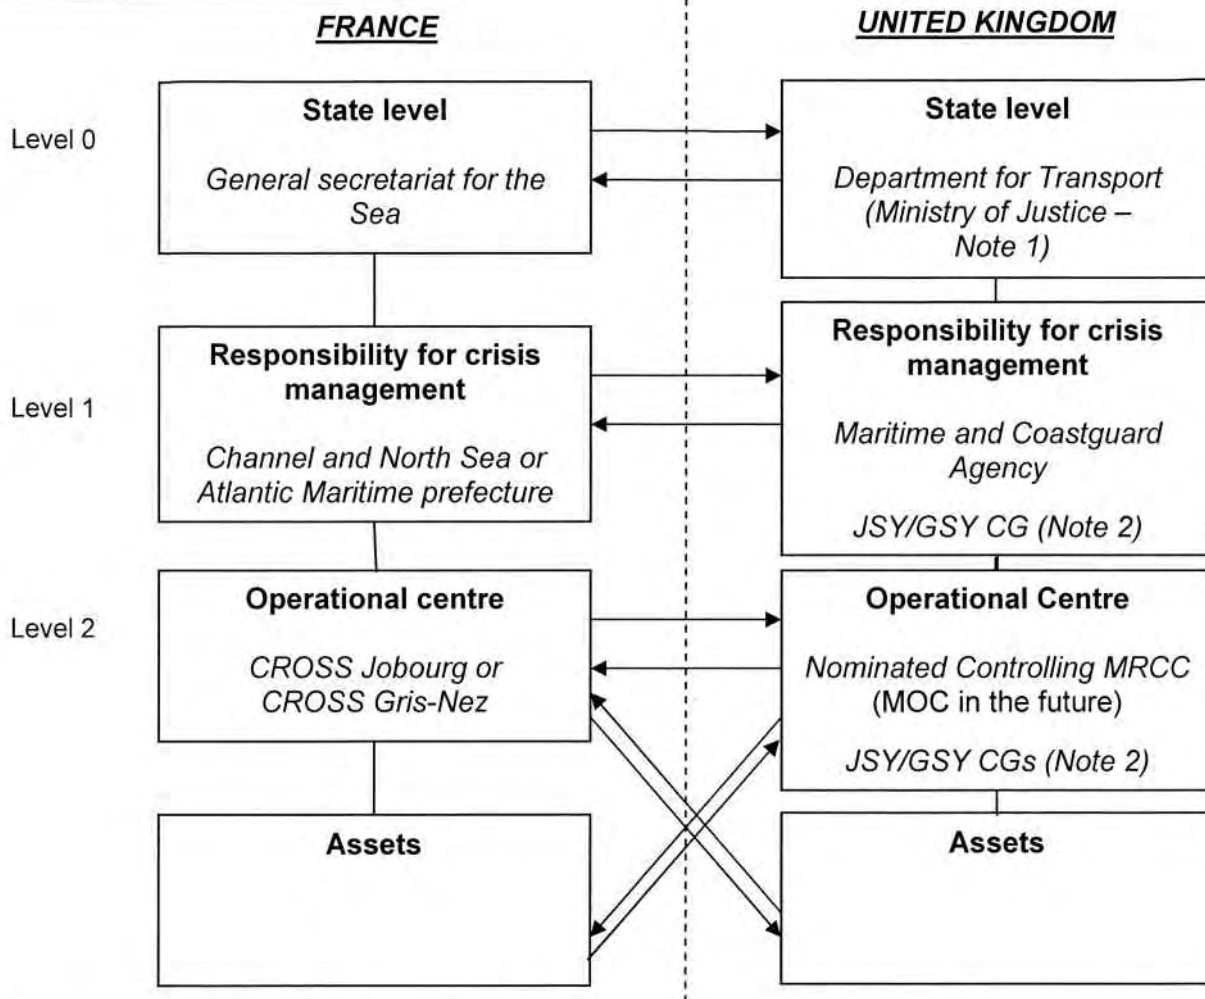 FRANCE
UNITED KINGDOM
Level 0
State level
General secretariat for the
Sea
State level
Department for Transport
(Ministry of Justice –
Note 1)
Level 1
Responsibility for crisis
management
Channel and North Sea or
Atlantic Maritime prefecture
Responsibility for crisis
management
Maritime and Coastguard
Agency
JSY/GSY CG (Note 2)
Level 2
Operational centre
CROSS Jobourg or
CROSS Gris-Nez
Operational Centre
Nominated Controlling MRCC
(MOC in the future)
JSY/GSY CGs (Note 2)
Assets
Assets